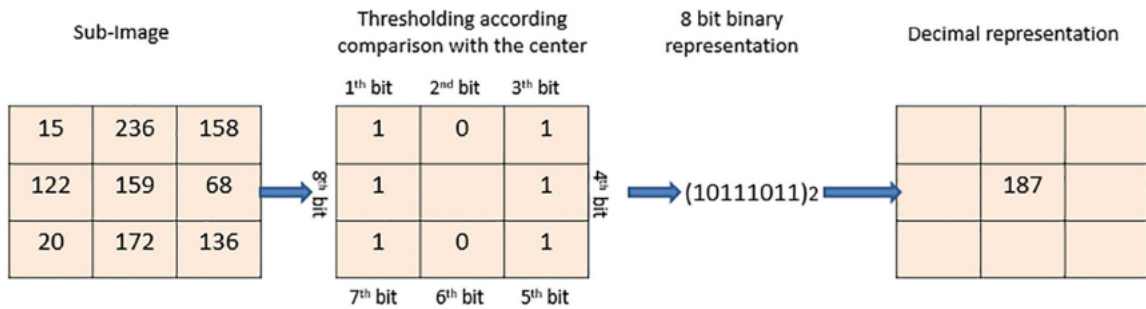 Sub-Image
Thresholding according
comparison with the center
8 bit binary
representation
Decimal representation
1th bit 2nd bit 3th bit
15 236 158
1 0 1
122 159 68
8th bit
1 1
4th bit
(10111011)2
187
20 172 136
1 0 1
7th bit 6th bit 5th bit